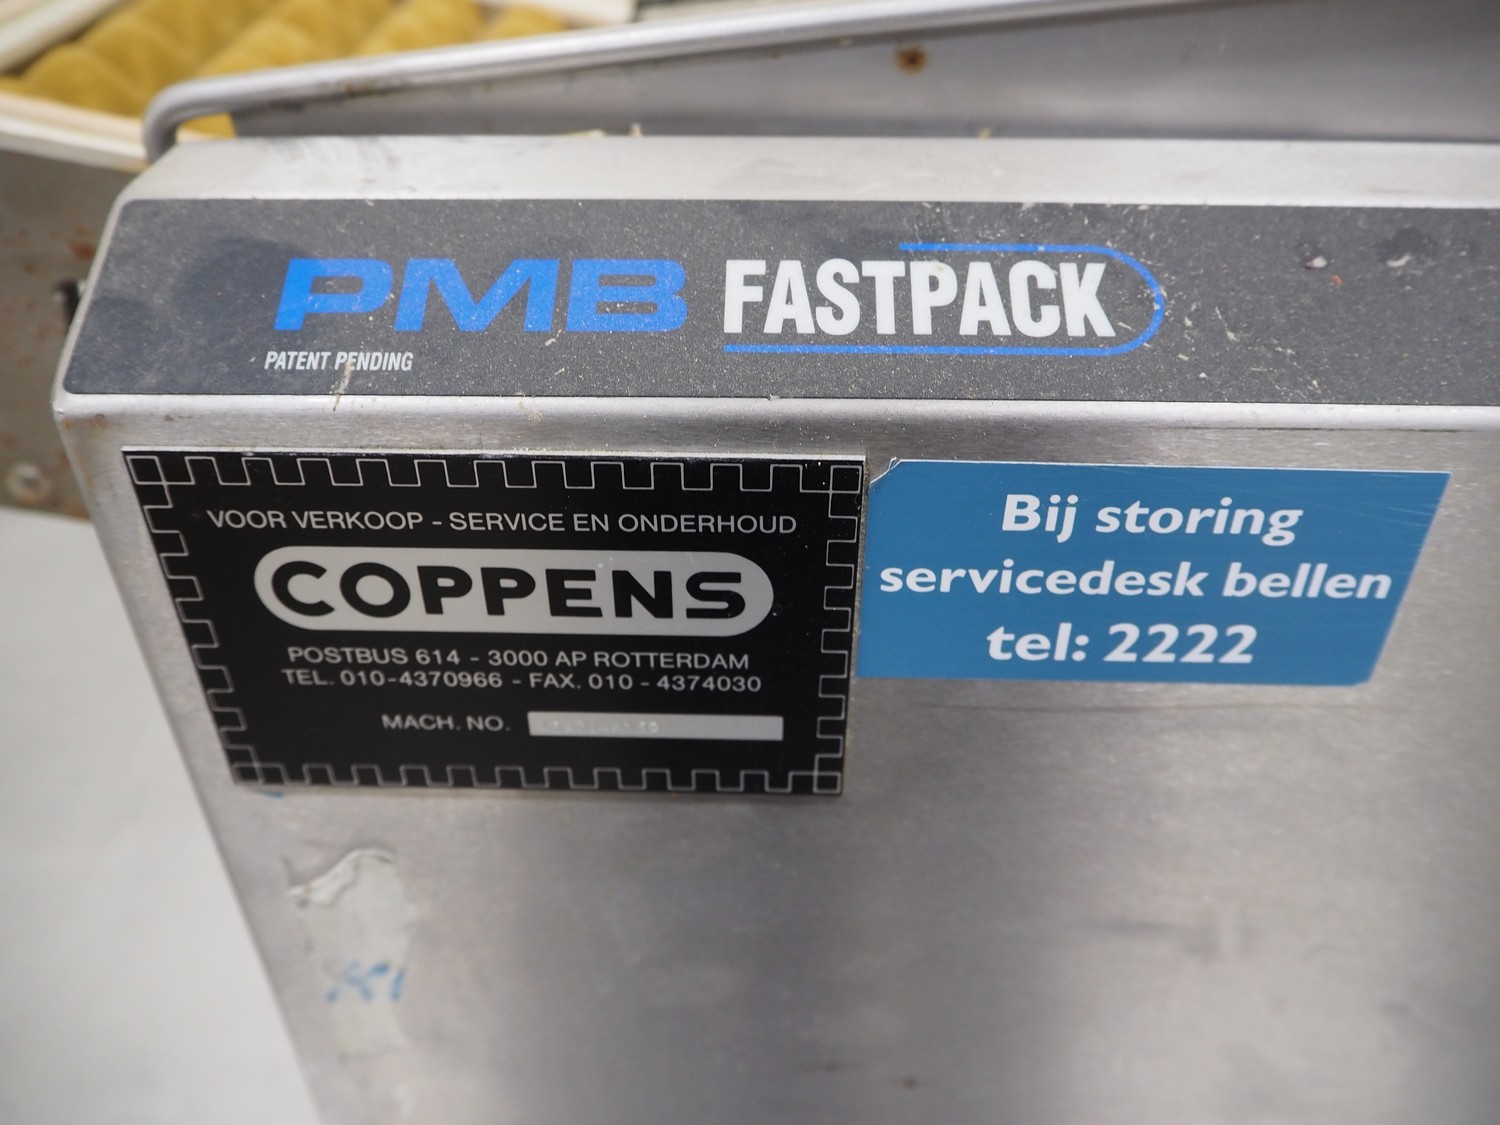 PMB FASTPACK
PATENT PENDING
VOOR VERKOOP - SERVICE EN ONDERHOUD
COPPENS
POSTBUS 614 - 3000 AP ROTTERDAM
TEL. 010-4370966 - FAX. 010 - 4374030
MACH. NO.
Bij storing
servicedesk bellen
tel: 2222